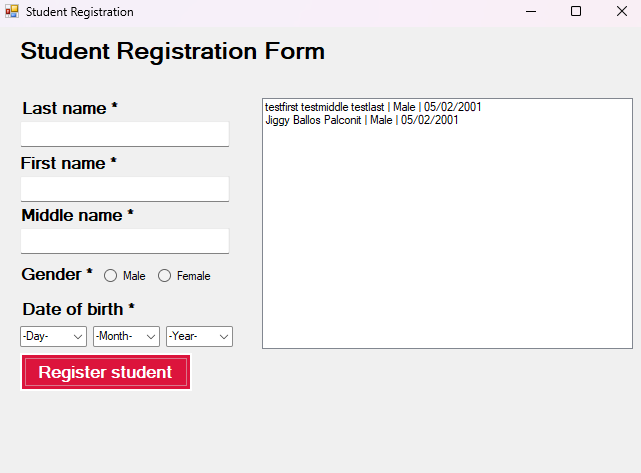 Student Registration
Student Registration Form
Last name *
First name *
Middle name *
Gender * Male Female
Date of birth *
-Day- -Month- -Year-
Register student
testfirst testmiddle testlast | Male | 05/02/2001
Jiggy Ballos Palconit | Male | 05/02/2001